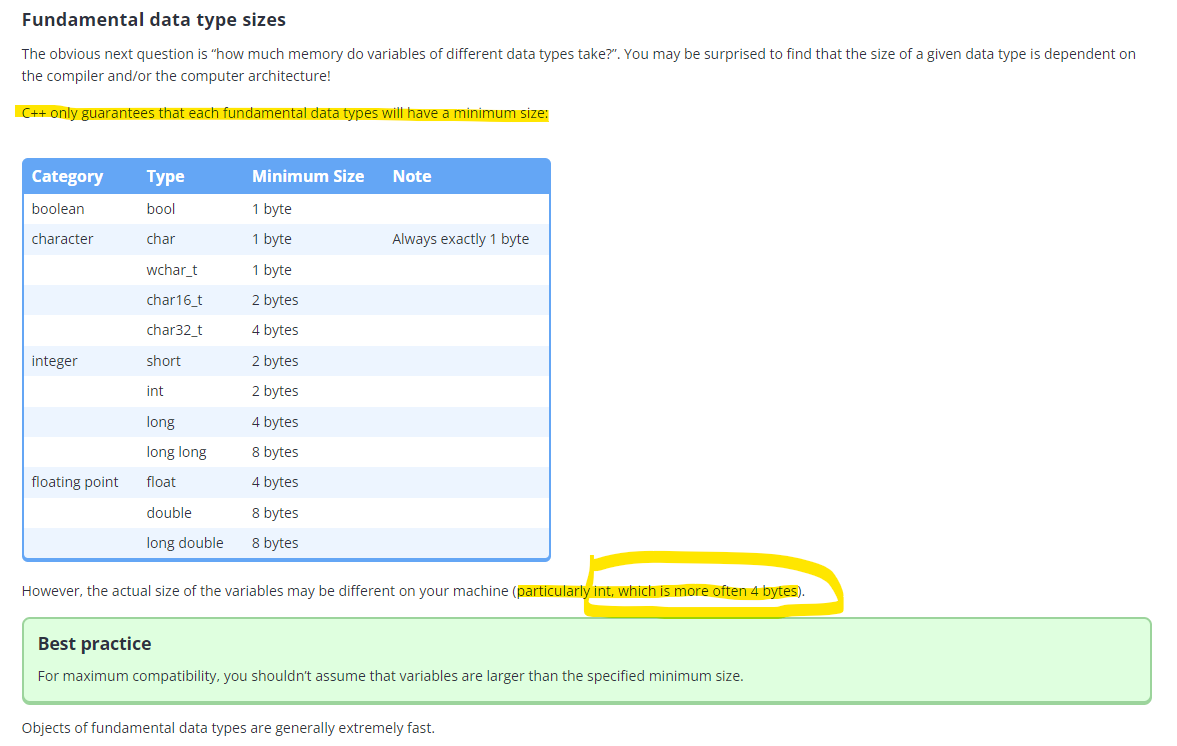 Fundamental data type sizes
The obvious next question is “how much memory do variables of different data types take?”. You may be surprised to find that the size of a given data type is dependent on
the compiler and/or the computer architecture!
C++ only guarantees that each fundamental data types will have a minimum size:
Category Type Minimum Size Note
boolean bool 1 byte
character char 1 byte Always exactly 1 byte
wchar_t 1 byte
char16_t 2 bytes
char32_t 4 bytes
integer short 2 bytes
int 2 bytes
long 4 bytes
long long 8 bytes
floating point float 4 bytes
double 8 bytes
long double 8 bytes
However, the actual size of the variables may be different on your machine (particularly int, which is more often 4 bytes).
Best practice
For maximum compatibility, you shouldn’t assume that variables are larger than the specified minimum size.
Objects of fundamental data types are generally extremely fast.